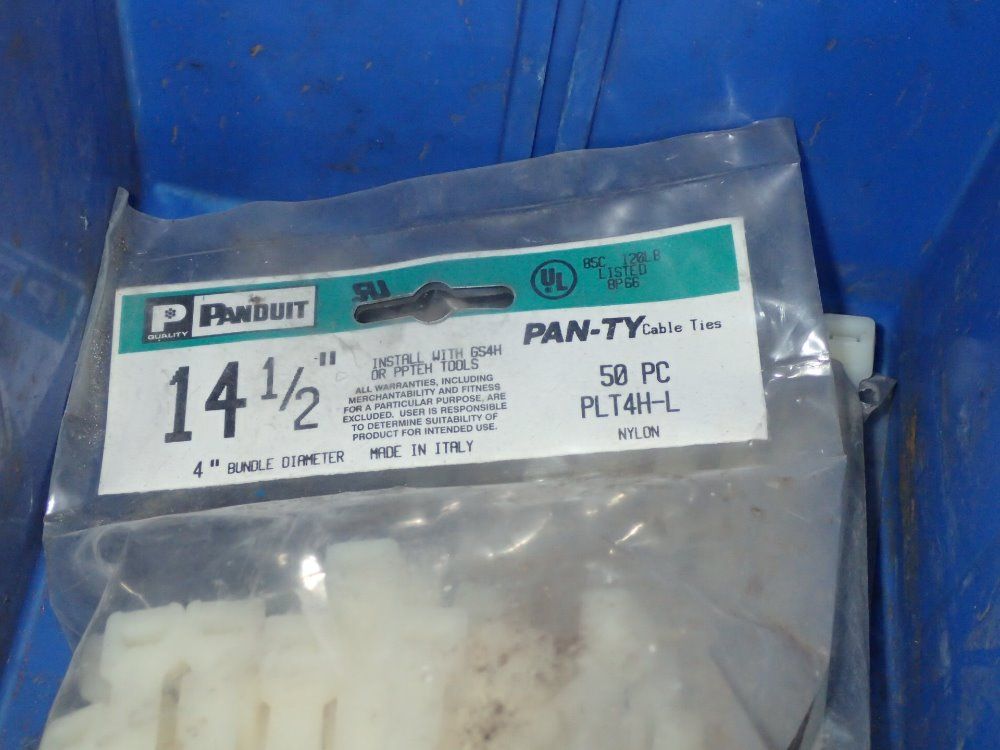 P
QUALITY
PANDUIT
RU
UL
85C 120LB
LISTED
8P66
14 1/2"
4" BUNDLE DIAMETER
INSTALL WITH GS4H
OR PPTEH TOOLS
ALL WARRANTIES, INCLUDING
MERCHANTABILITY AND FITNESS
FOR A PARTICULAR PURPOSE, ARE
EXCLUDED. USER IS RESPONSIBLE
TO DETERMINE SUITABILITY OF
PRODUCT FOR INTENDED USE.
MADE IN ITALY
PAN-TY Cable Ties
50 PC
PLT4H-L
NYLON